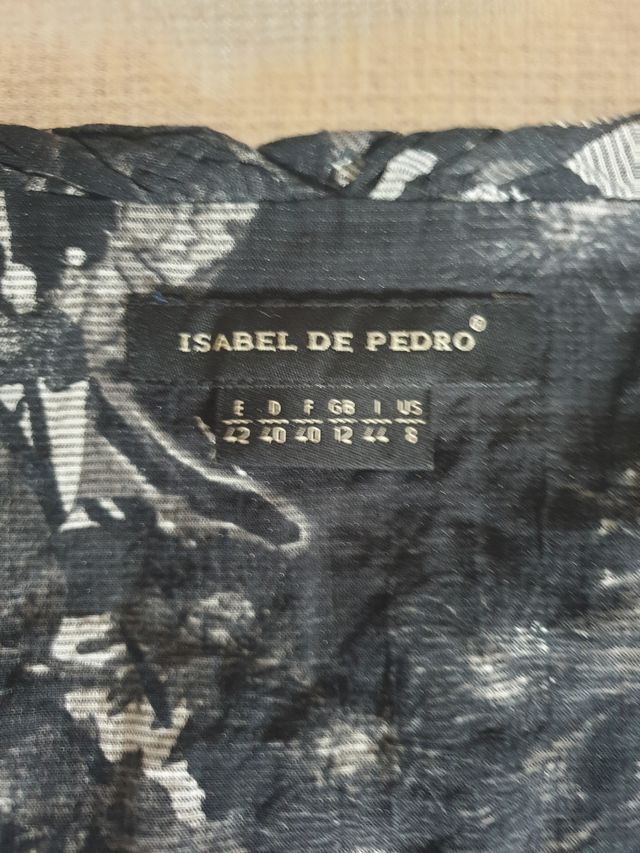 ISABEL DE PEDRO®
E D F GB I US
42 40 40 12 44 8